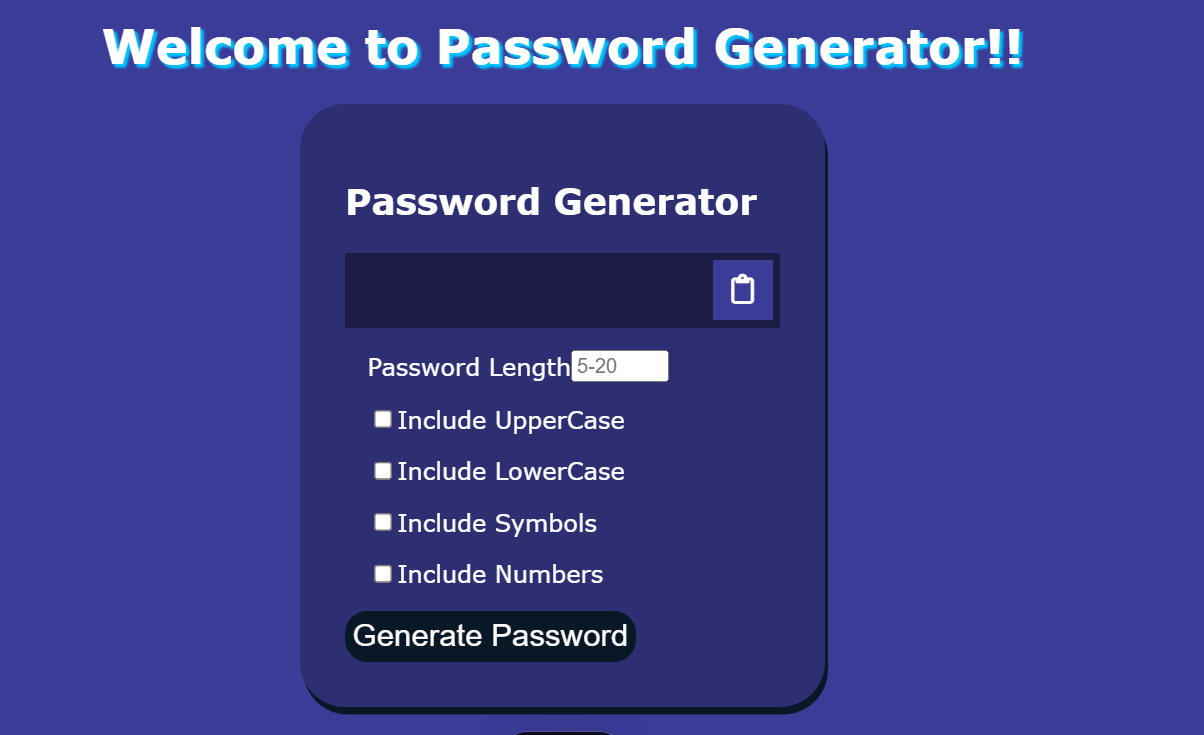 Welcome to Password Generator!!
Password Generator
Password Length 5-20
Include UpperCase
Include LowerCase
Include Symbols
Include Numbers
Generate Password